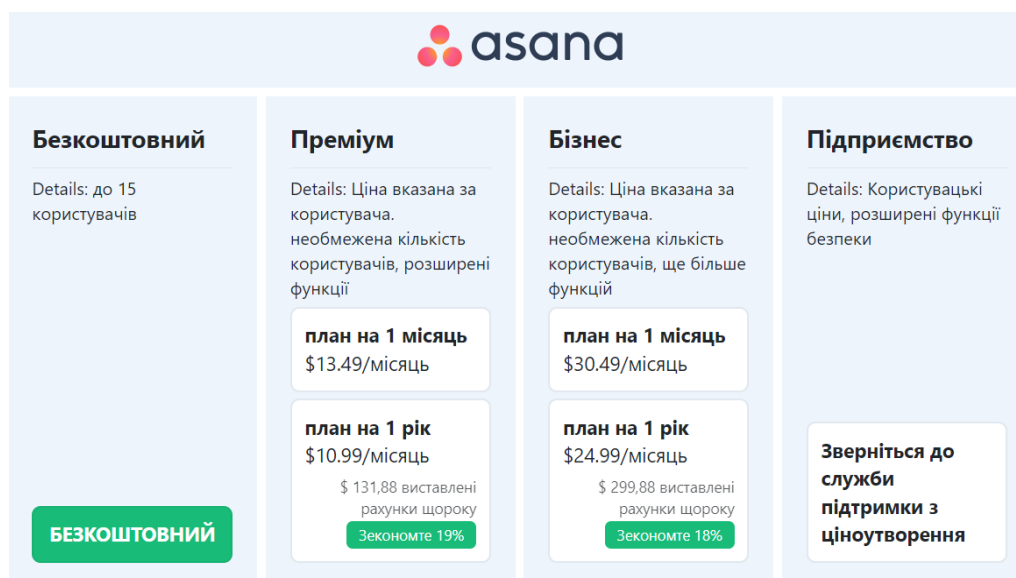 asana
Безкоштовний
Details: до 15
користувачів
БЕЗКОШТОВНИЙ
Преміум
Details: Ціна вказана за
користувача.
необмежена кількість
користувачів, розширені
функції
план на 1 місяць
$13.49/місяць
план на 1 рік
$10.99/місяць
$ 131,88 виставлені
рахунки щороку
Зекономте 19%
Бізнес
Details: Ціна вказана за
користувача.
необмежена кількість
користувачів, ще більше
функцій
план на 1 місяць
$30.49/місяць
план на 1 рік
$24.99/місяць
$ 299,88 виставлені
рахунки щороку
Зекономте 18%
Підприємство
Details: Користувацькі
ціни, розширені функції
безпеки
Зверніться до
служби
підтримки з
ціноутворення